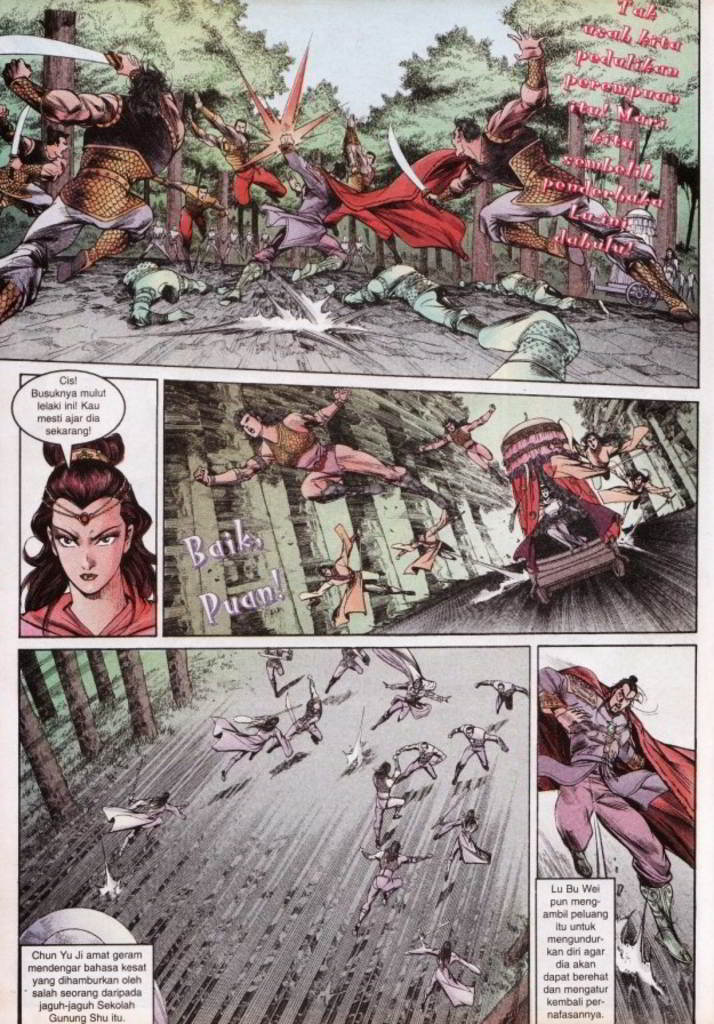 Tak
usah kita
pedulikan
perempuan
itu! Mari
kita
sembelih
penderhaka
Lu ini
dahulu!
Cis!
Busuknya mulut
lelaki ini! Kau
mesti ajar dia
sekarang!
Baik,
Puan!
Chun Yu Ji amat geram
mendengar bahasa kesat
yang dihamburkan oleh
salah seorang daripada
jaguh-jaguh Sekolah
Gunung Shu itu.
Lu Bu Wei
pun meng-
ambil peluang
itu untuk
mengundur-
kan diri agar
dia akan
dapat berehat
dan mengatur
kembali per-
nafasannya.